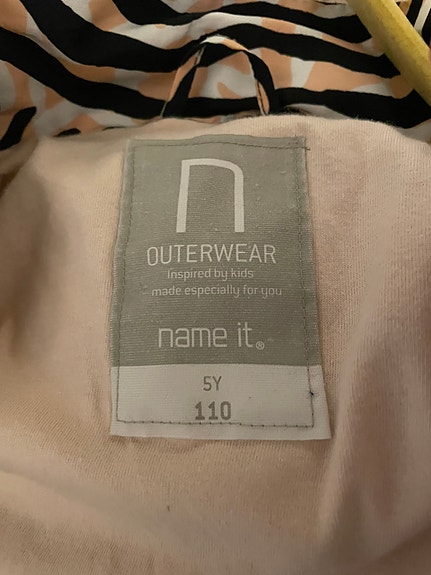 n
OUTERWEAR
Inspired by kids
made especially for you
name it®
5Y
110